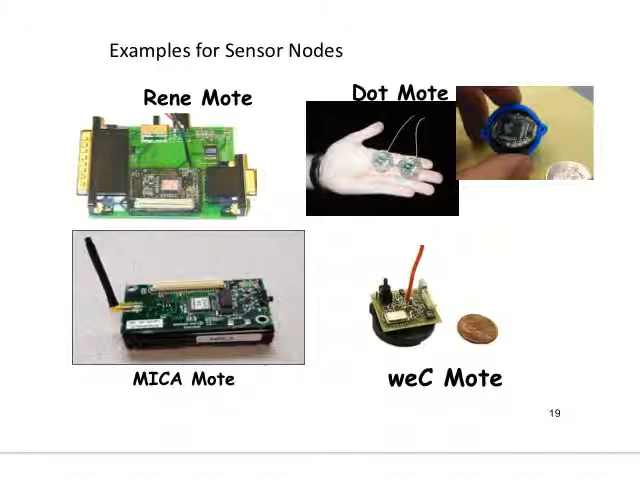 Examples for Sensor Nodes
Rene Mote
Dot Mote
MICA Mote
weC Mote
19